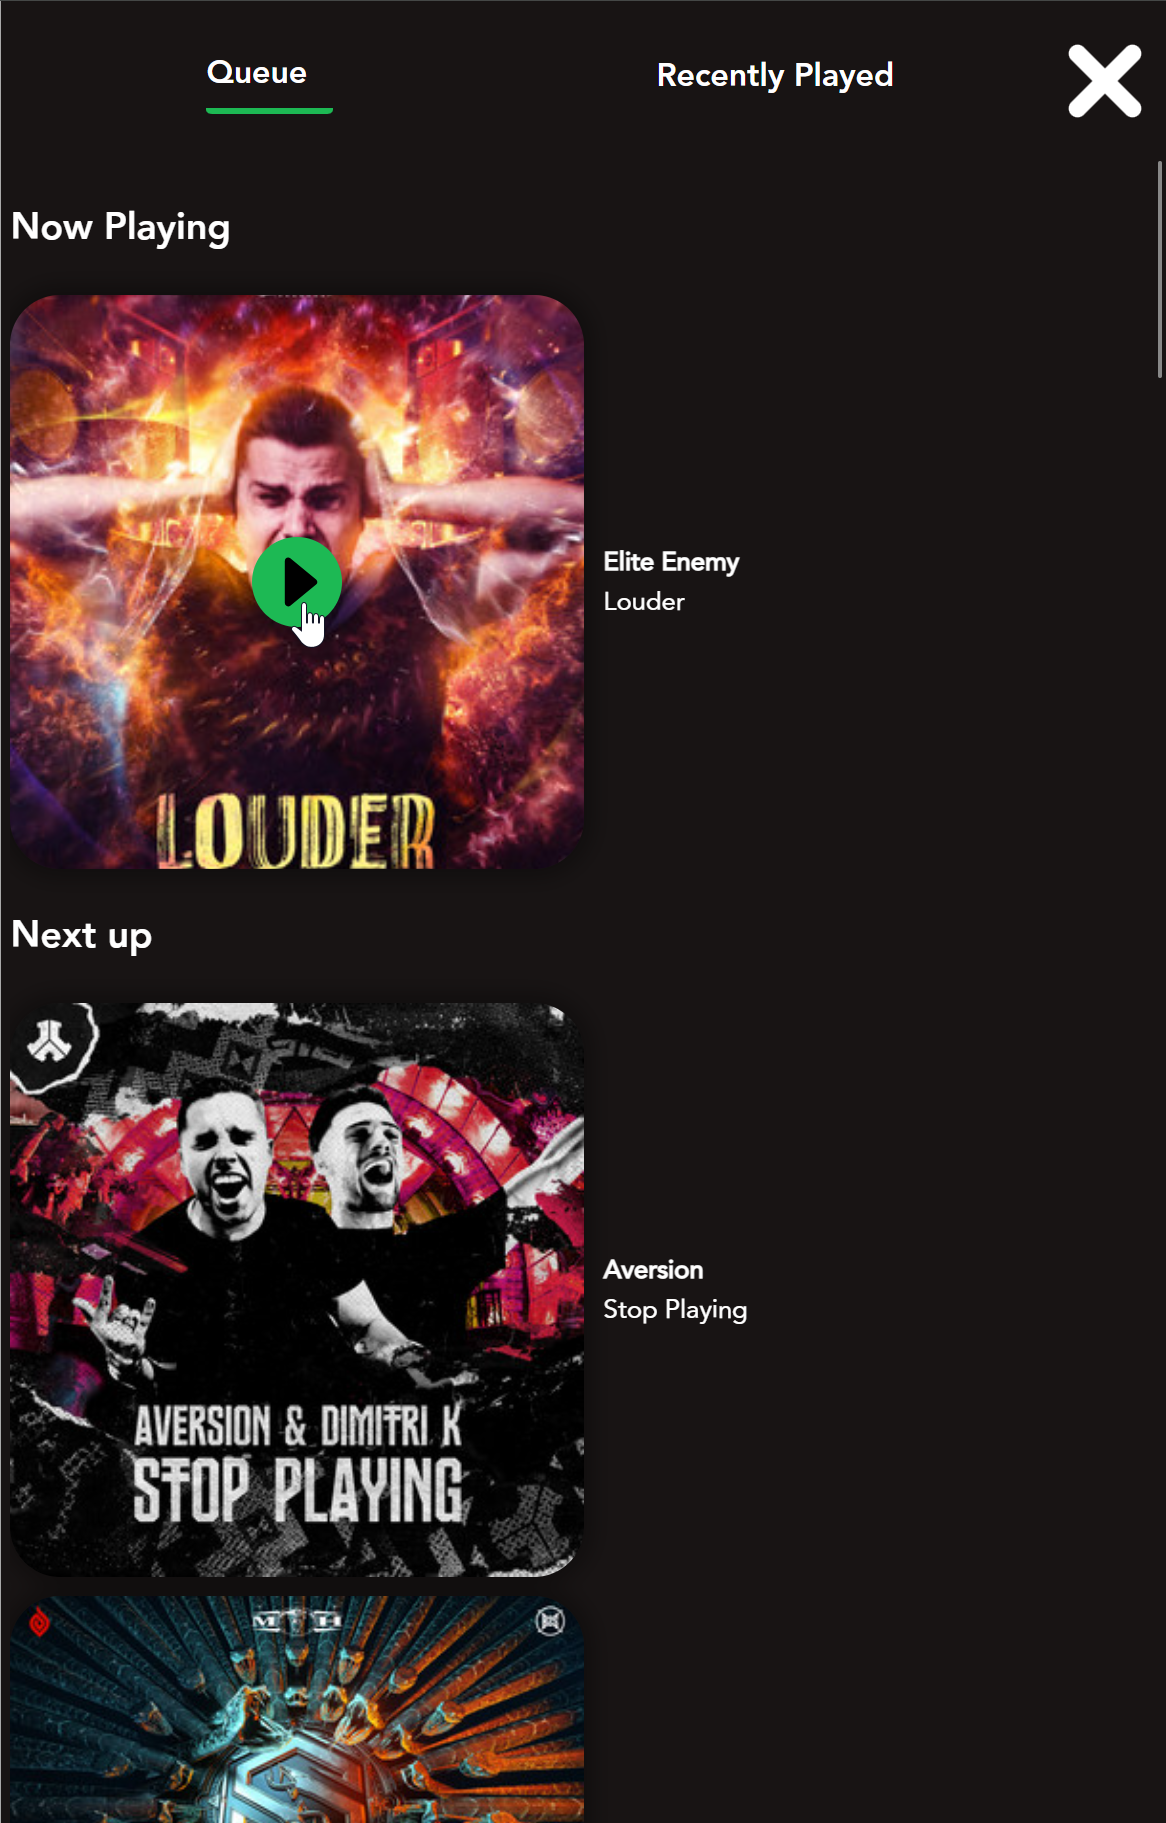 Queue
Recently Played
Now Playing
LOUDER
Elite Enemy
Louder
Next up
AVERSION & DIMITRI K
STOP PLAYING
Aversion
Stop Playing